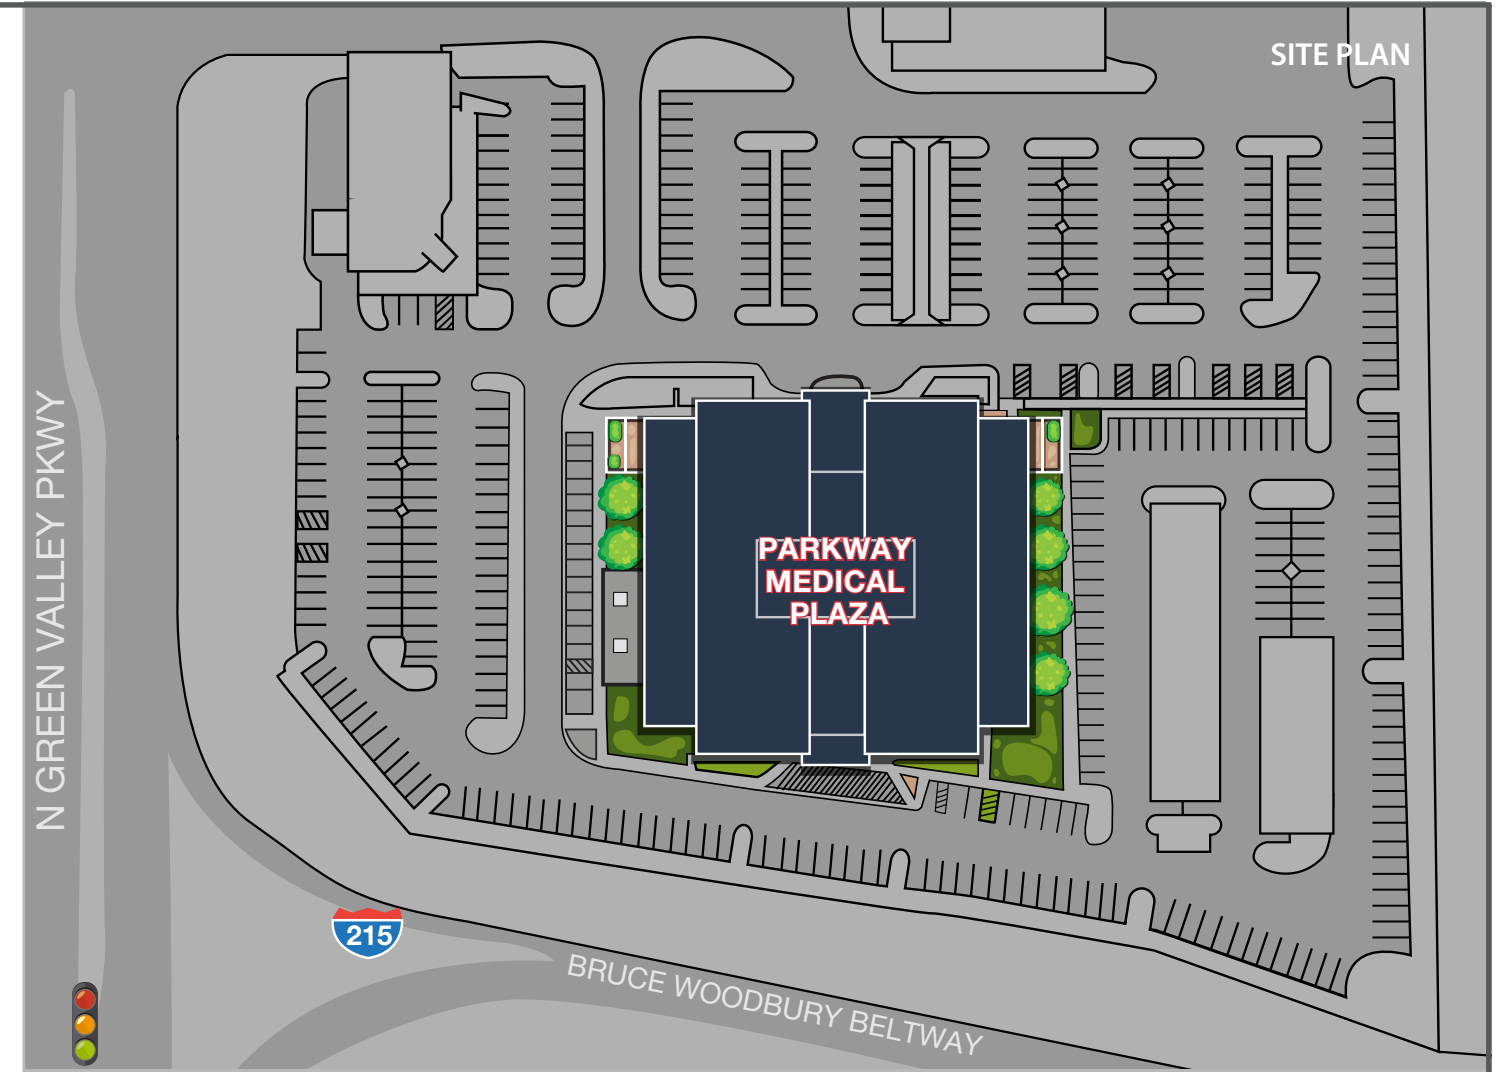 SITE PLAN
N GREEN VALLEY PKWY
PARKWAY
MEDICAL
PLAZA
215
BRUCE WOODBURY BELTWAY